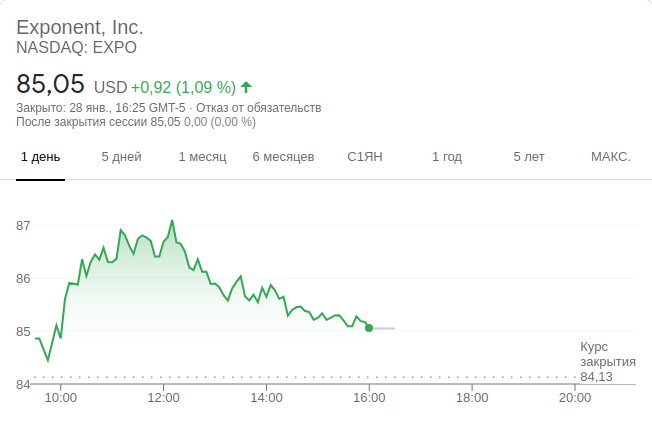 Exponent, Inc.
NASDAQ: EXPO
85,05 USD +0,92 (1,09 %)
Закрыто: 28 янв., 16:25 GMT-5 · Отказ от обязательств
После закрытия сессии 85,05 0,00 (0,00 %)
1 день 5 дней 1 месяц 6 месяцев С1ЯН 1 год 5 лет МАКС.
87
86
85
Курс
закрытия
84,13
84
10:00 12:00 14:00 16:00 18:00 20:00